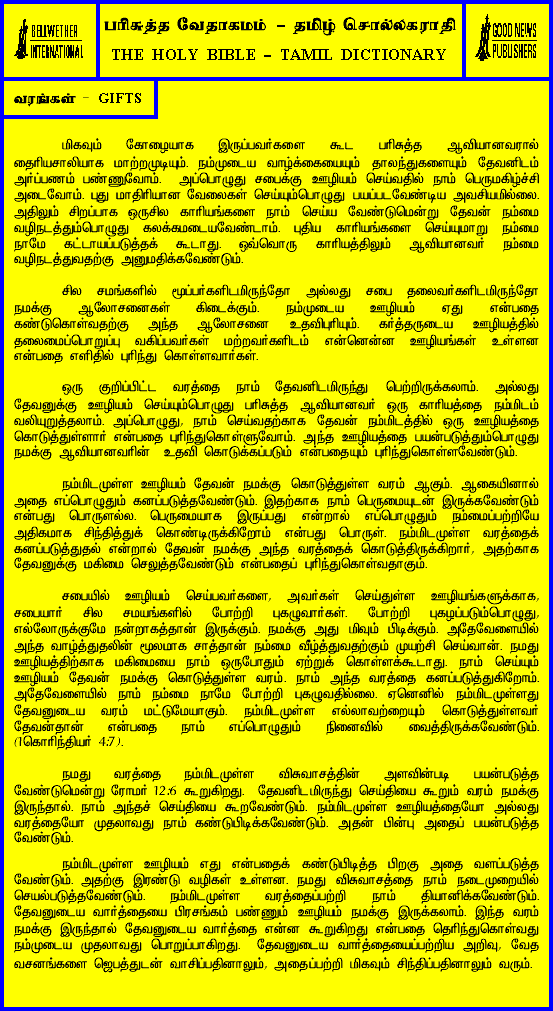 BELLWETHER
INTERNATIONAL
பரிசுத்த வேதாகமம் - தமிழ் சொல்லகராதி
THE HOLY BIBLE - TAMIL DICTIONARY
GOOD NEWS
PUBLISHERS
வரங்கள் - GIFTS
மிகவும் கோழையாக இருப்பவர்களை கூட பரிசுத்த ஆவியானவரால்
தைரியசாலியாக மாற்றமுடியும். நம்முடைய வாழ்க்கையையும் தாலந்துகளையும் தேவனிடம்
அர்ப்பணம் பண்ணுவோம். அப்பொழுது சபைக்கு ஊழியம் செய்வதில் நாம் பெருமகிழ்ச்சி
அடைவோம். புது மாதிரியான வேலைகள் செய்யும்பொழுது பயப்படவேண்டிய அவசியமில்லை.
அதிலும் சிறப்பாக ஒருசில காரியங்களை நாம் செய்ய வேண்டுமென்று தேவன் நம்மை
வழிநடத்தும்பொழுது கலக்கமடையவேண்டாம். புதிய காரியங்களை செய்யுமாறு நம்மை
நாமே கட்டாயப்படுத்தக் கூடாது. ஒவ்வொரு காரியத்திலும் ஆவியானவர் நம்மை
வழிநடத்துவதற்கு அனுமதிக்கவேண்டும்.
சில சமங்களில் மூப்பர்களிடமிருந்தோ அல்லது சபை தலைவர்களிடமிருந்தோ
நமக்கு ஆலோசனைகள் கிடைக்கும். நம்முடைய ஊழியம் ஏது என்பதை
கண்டுகொள்வதற்கு அந்த ஆலோசனை உதவிபுரியும். கர்த்தருடைய ஊழியத்தில்
தலைமைப்பொறுப்பு வகிப்பவர்கள் மற்றவர்களிடம் என்னென்ன ஊழியங்கள் உள்ளன
என்பதை எளிதில் புரிந்து கொள்ளவார்கள்.
ஒரு குறிப்பிட்ட வரத்தை நாம் தேவனிடமிருந்து பெற்றிருக்கலாம். அல்லது
தேவனுக்கு ஊழியம் செய்யும்பொழுது பரிசுத்த ஆவியானவர் ஒரு காரியத்தை நம்மிடம்
வலியுறுத்தலாம். அப்பொழுது, நாம் செய்வதற்காக தேவன் நம்மிடத்தில் ஒரு ஊழியத்தை
கொடுத்துள்ளார் என்பதை புரிந்துகொள்ளுவோம். அந்த ஊழியத்தை பயன்படுத்தும்பொழுது
நமக்கு ஆவியானவரின் உதவி கொடுக்கப்படும் என்பதையும் புரிந்துகொள்ளவேண்டும்.
நம்மிடமுள்ள ஊழியம் தேவன் நமக்கு கொடுத்துள்ள வரம் ஆகும். ஆகையினால்
அதை எப்பொழுதும் கனப்படுத்தவேண்டும். இதற்காக நாம் பெருமையுடன் இருக்கவேண்டும்
என்பது பொருளல்ல. பெருமையாக இருப்பது என்றால் எப்பொழுதும் நம்மைப்பற்றியே
அதிகமாக சிந்தித்துக் கொண்டிருக்கிறோம் என்பது பொருள். நம்மிடமுள்ள வரத்தைக்
கனப்படுத்துதல் என்றால் தேவன் நமக்கு அந்த வரத்தைக் கொடுத்திருக்கிறார், அதற்காக
தேவனுக்கு மகிமை செலுத்தவேண்டும் என்பதைப் புரிந்துகொள்வதாகும்.
சபையில் ஊழியம் செய்பவர்களை, அவர்கள் செய்துள்ள ஊழியங்களுக்காக,
சபையார் சில சமயங்களில் போற்றி புகழுவார்கள். போற்றி புகழப்படும்பொழுது,
எல்லோருக்குமே நன்றாகத்தான் இருக்கும். நமக்கு அது மிவும் பிடிக்கும். அதேவேளையில்
அந்த வாழ்த்துதலின் மூலமாக சாத்தான் நம்மை வீழ்த்துவதற்கும் முயற்சி செய்வான். நமது
ஊழியத்திற்காக மகிமையை நாம் ஒருபோதும் ஏற்றுக் கொள்ளக்கூடாது. நாம் செய்யும்
ஊழியம் தேவன் நமக்கு கொடுத்துள்ள வரம். நாம் அந்த வரத்தை கனப்படுத்துகிறோம்.
அதேவேளையில் நாம் நம்மை நாமே போற்றி புகழுவதில்லை. ஏனெனில் நம்மிடமுள்ளது
தேவனுடைய வரம் மட்டுமேயாகும். நம்மிடமுள்ள எல்லாவற்றையும் கொடுத்துள்ளவர்
தேவன்தான் என்பதை நாம் எப்பொழுதும் நினைவில் வைத்திருக்கவேண்டும்.
(1கொரிந்தியர் 4:7).
நமது வரத்தை நம்மிடமுள்ள விசுவாசத்தின் அளவின்படி பயன்படுத்த
வேண்டுமென்று ரோமர் 12:6 கூறுகிறது. தேவனிடமிருந்து செய்தியை கூறும் வரம் நமக்கு
இருந்தால். நாம் அந்தச் செய்தியை கூறவேண்டும். நம்மிடமுள்ள ஊழியத்தையோ அல்லது
வரத்தையோ முதலாவது நாம் கண்டுபிடிக்கவேண்டும். அதன் பின்பு அதைப் பயன்படுத்த
வேண்டும்.
நம்மிடமுள்ள ஊழியம் எது என்பதைக் கண்டுபிடித்த பிறகு அதை வளப்படுத்த
வேண்டும். அதற்கு இரண்டு வழிகள் உள்ளன. நமது விசுவாசத்தை நாம் நடைமுறையில்
செயல்படுத்தவேண்டும். நம்மிடமுள்ள வரத்தைப்பற்றி நாம் தியானிக்கவேண்டும்.
தேவனுடைய வார்த்தையை பிரசங்கம் பண்ணும் ஊழியம் நமக்கு இருக்கலாம். இந்த வரம்
நமக்கு இருந்தால் தேவனுடைய வார்த்தை என்ன கூறுகிறது என்பதை தெரிந்துகொள்வது
நம்முடைய முதலாவது பொறுப்பாகிறது. தேவனுடைய வார்த்தையைப்பற்றிய அறிவு, வேத
வசனங்களை ஜெபத்துடன் வாசிப்பதினாலும், அதைப்பற்றி மிகவும் சிந்திப்பதினாலும் வரும்.